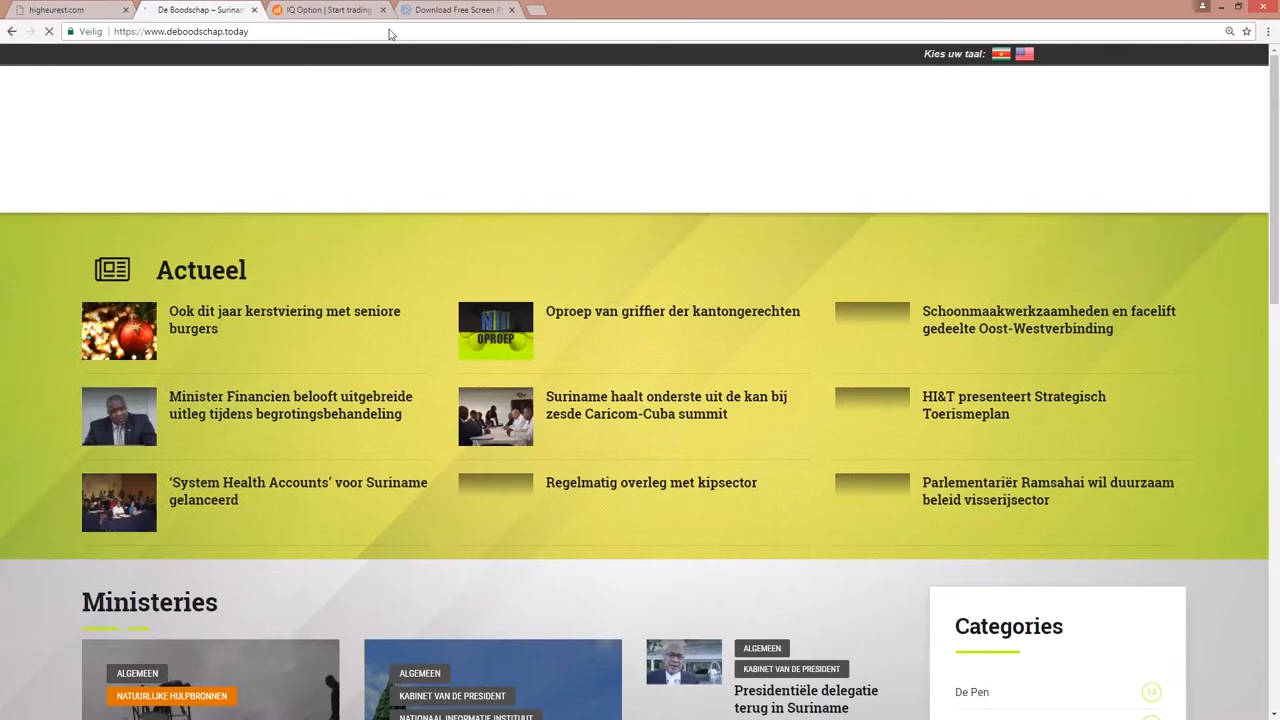 higheurest.com
De Boodschap – Surinam
IQ Option | Start trading
Download Free Screen R
Veilig
https://www.deboodschap.today
Kies uw taal:
Actueel
Ook dit jaar kerstviering met seniore
burgers
Oproep van griffier der kantongerechten
OPROEP
Schoonmaakwerkzaamheden en facelift
gedeelte Oost-Westverbinding
Minister Financien belooft uitgebreide
uitleg tijdens begrotingsbehandeling
Suriname haalt onderste uit de kan bij
zesde Caricom-Cuba summit
HI&T presenteert Strategisch
Toerismeplan
‘System Health Accounts’ voor Suriname
gelanceerd
Regelmatig overleg met kipsector
Parlementariër Ramsahai wil duurzaam
beleid visserijsector
Ministeries
ALGEMEEN
NATUURLIJKE HULPBRONNEN
ALGEMEEN
KABINET VAN DE PRESIDENT
NATIONAAL INFORMATIE INSTITUUT
ALGEMEEN
KABINET VAN DE PRESIDENT
Presidentiële delegatie
terug in Suriname
Categories
De Pen
14